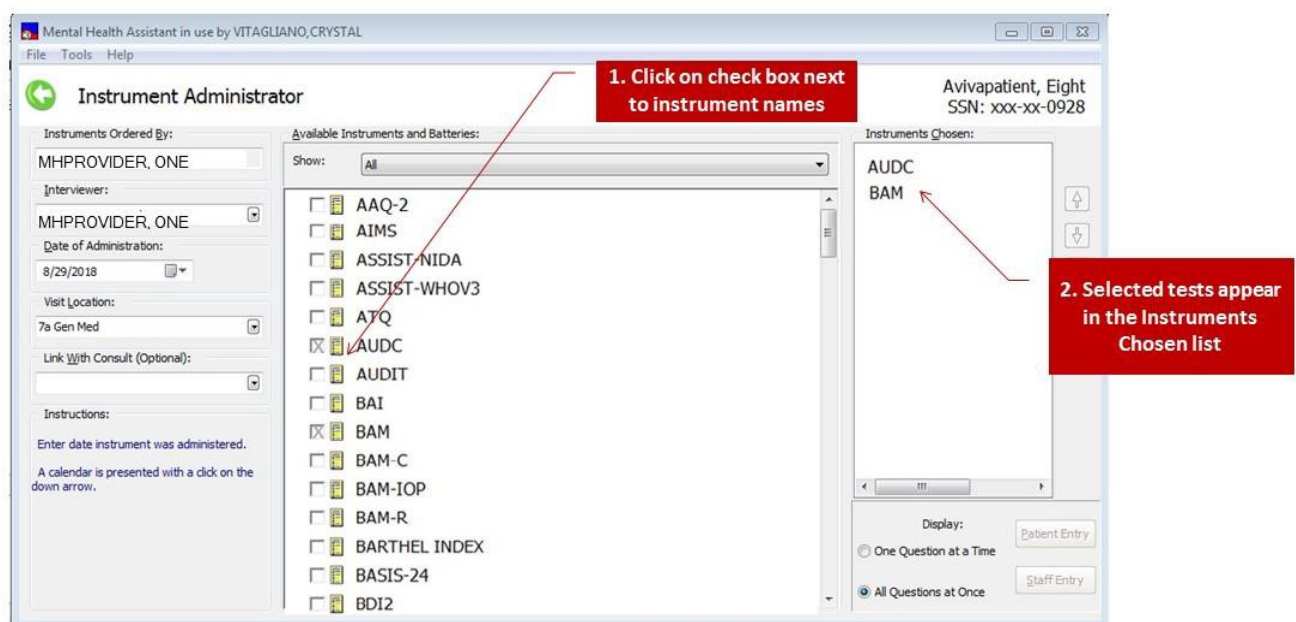 Mental Health Assistant in use by VITAGLIANO,CRYSTAL
File Tools Help
Instrument Administrator
1. Click on check box next
to instrument names
Avivapatient, Eight
SSN: xxx-xx-0928
Instruments Ordered By:
MHPROVIDER, ONE
Interviewer:
MHPROVIDER, ONE
Date of Administration:
8/29/2018
Visit Location:
7a Gen Med
Link With Consult (Optional):
Instructions:
Enter date instrument was administered.
A calendar is presented with a click on the
down arrow.
Available Instruments and Batteries:
Show: All
AAQ-2
AIMS
ASSIST-NIDA
ASSIST-WHOV3
ATQ
AUDC
AUDIT
BAI
BAM
BAM-C
BAM-IOP
BAM-R
BARTHEL INDEX
BASIS-24
BDI2
Instruments Chosen:
AUDC
BAM
2. Selected tests appear
in the Instruments
Chosen list
Display:
One Question at a Time
All Questions at Once
Patient Entry
Staff Entry